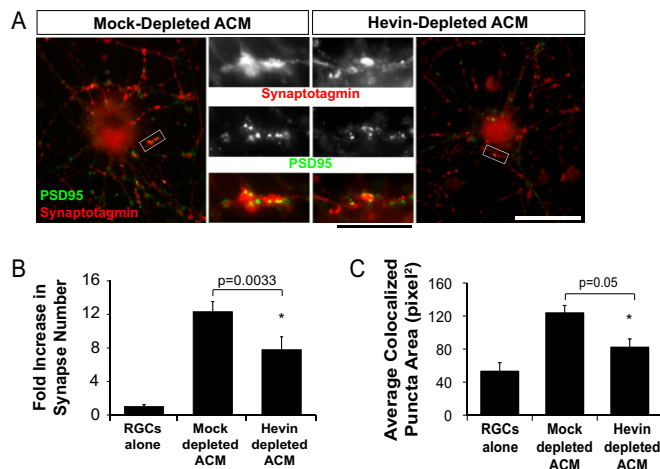 A
Mock-Depleted ACM
Hevin-Depleted ACM
Synaptotagmin
PSD95
PSD95
Synaptotagmin
B
Fold Increase in
Synapse Number
16
12
8
4
0
p=0.0033
*
RGCs
alone
Mock
depleted
ACM
Hevin
depleted
ACM
C
Average Colocalized
Puncta Area (pixel²)
160
120
80
40
0
p=0.05
*
RGCs
alone
Mock
depleted
ACM
Hevin
depleted
ACM